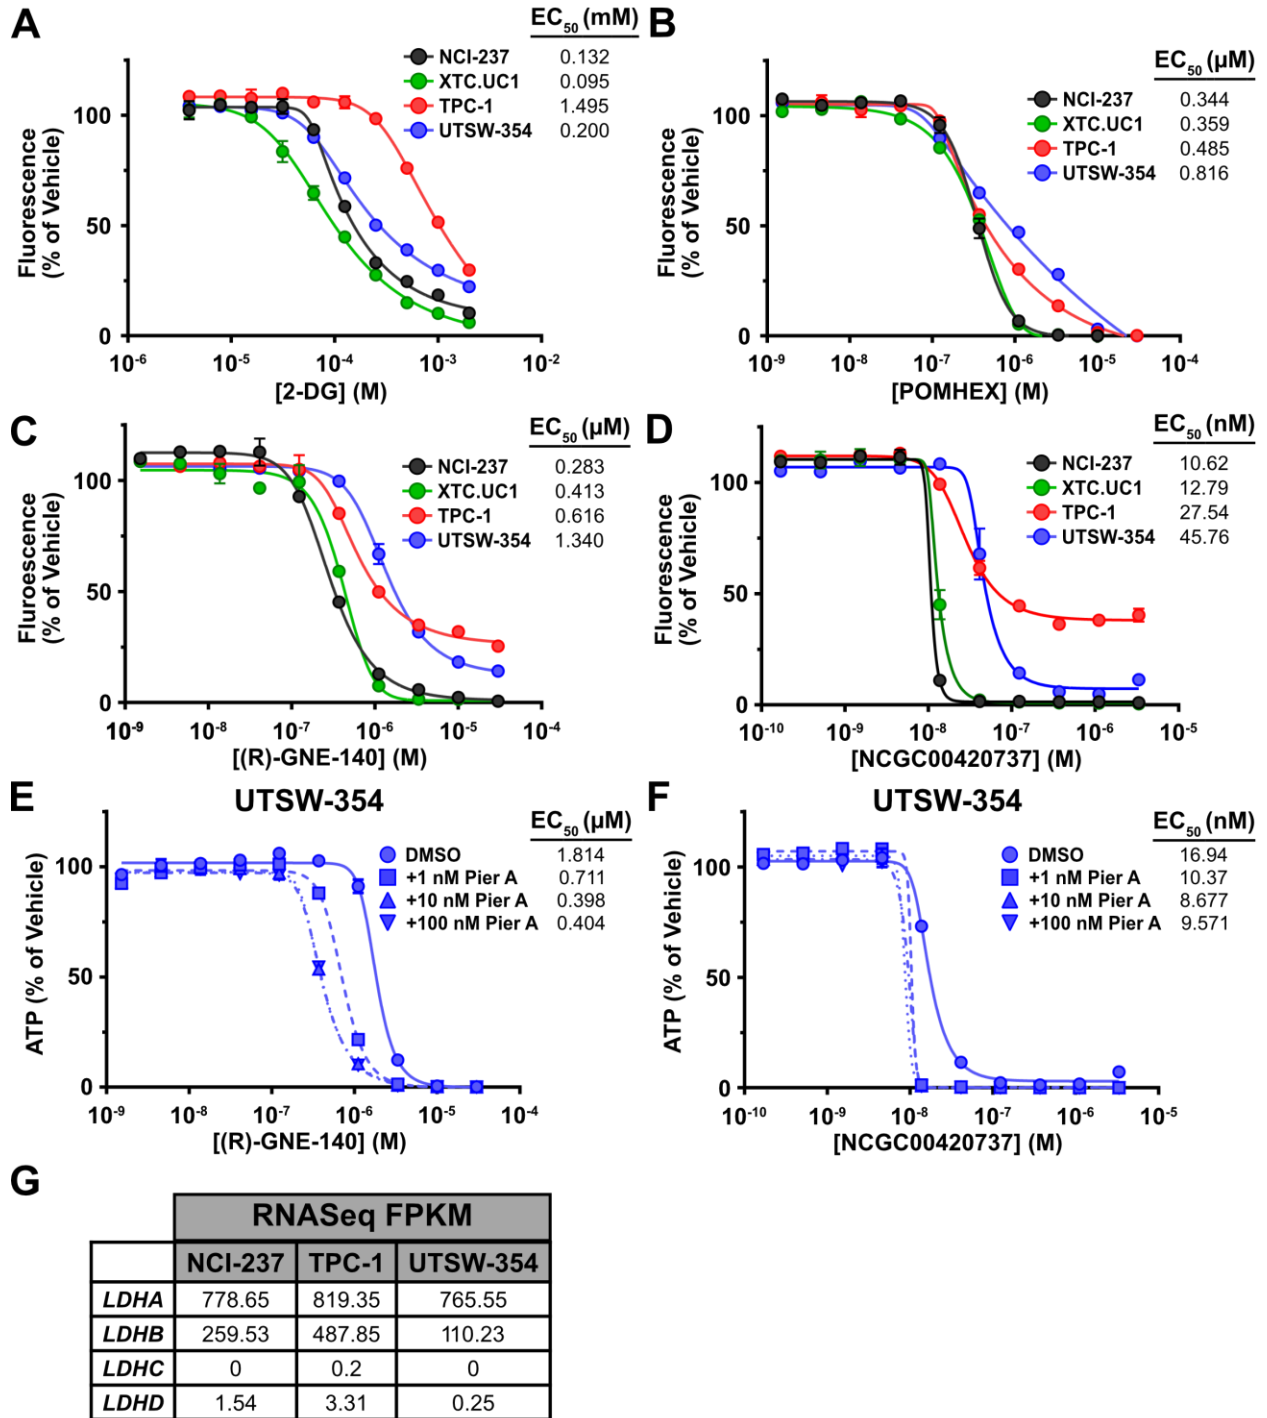 A
EC50 (mM)
NCI-237 0.132
XTC.UC1 0.095
TPC-1 1.495
UTSW-354 0.200
Fluorescence
(% of Vehicle)
100
50
0
10-6 10-5 10-4 10-3 10-2
[2-DG] (M)
B
EC50 (µM)
NCI-237 0.344
XTC.UC1 0.359
TPC-1 0.485
UTSW-354 0.816
Fluorescence
(% of Vehicle)
100
50
0
10-9 10-8 10-7 10-6 10-5 10-4
[POMHEX] (M)
C
EC50 (µM)
NCI-237 0.283
XTC.UC1 0.413
TPC-1 0.616
UTSW-354 1.340
Fluroescence
(% of Vehicle)
100
50
0
10-9 10-8 10-7 10-6 10-5 10-4
[(R)-GNE-140] (M)
D
EC50 (nM)
NCI-237 10.62
XTC.UC1 12.79
TPC-1 27.54
UTSW-354 45.76
Fluorescence
(% of Vehicle)
100
50
0
10-10 10-9 10-8 10-7 10-6 10-5
[NCGC00420737] (M)
E
UTSW-354
EC50 (µM)
DMSO 1.814
+1 nM Pier A 0.711
+10 nM Pier A 0.398
+100 nM Pier A 0.404
ATP (% of Vehicle)
100
50
0
10-9 10-8 10-7 10-6 10-5 10-4
[(R)-GNE-140] (M)
F
UTSW-354
EC50 (nM)
DMSO 16.94
+1 nM Pier A 10.37
+10 nM Pier A 8.677
+100 nM Pier A 9.571
ATP (% of Vehicle)
100
50
0
10-10 10-9 10-8 10-7 10-6 10-5
[NCGC00420737] (M)
G
RNASeq FPKM
NCI-237 TPC-1 UTSW-354
LDHA 778.65 819.35 765.55
LDHB 259.53 487.85 110.23
LDHC 0 0.2 0
LDHD 1.54 3.31 0.25